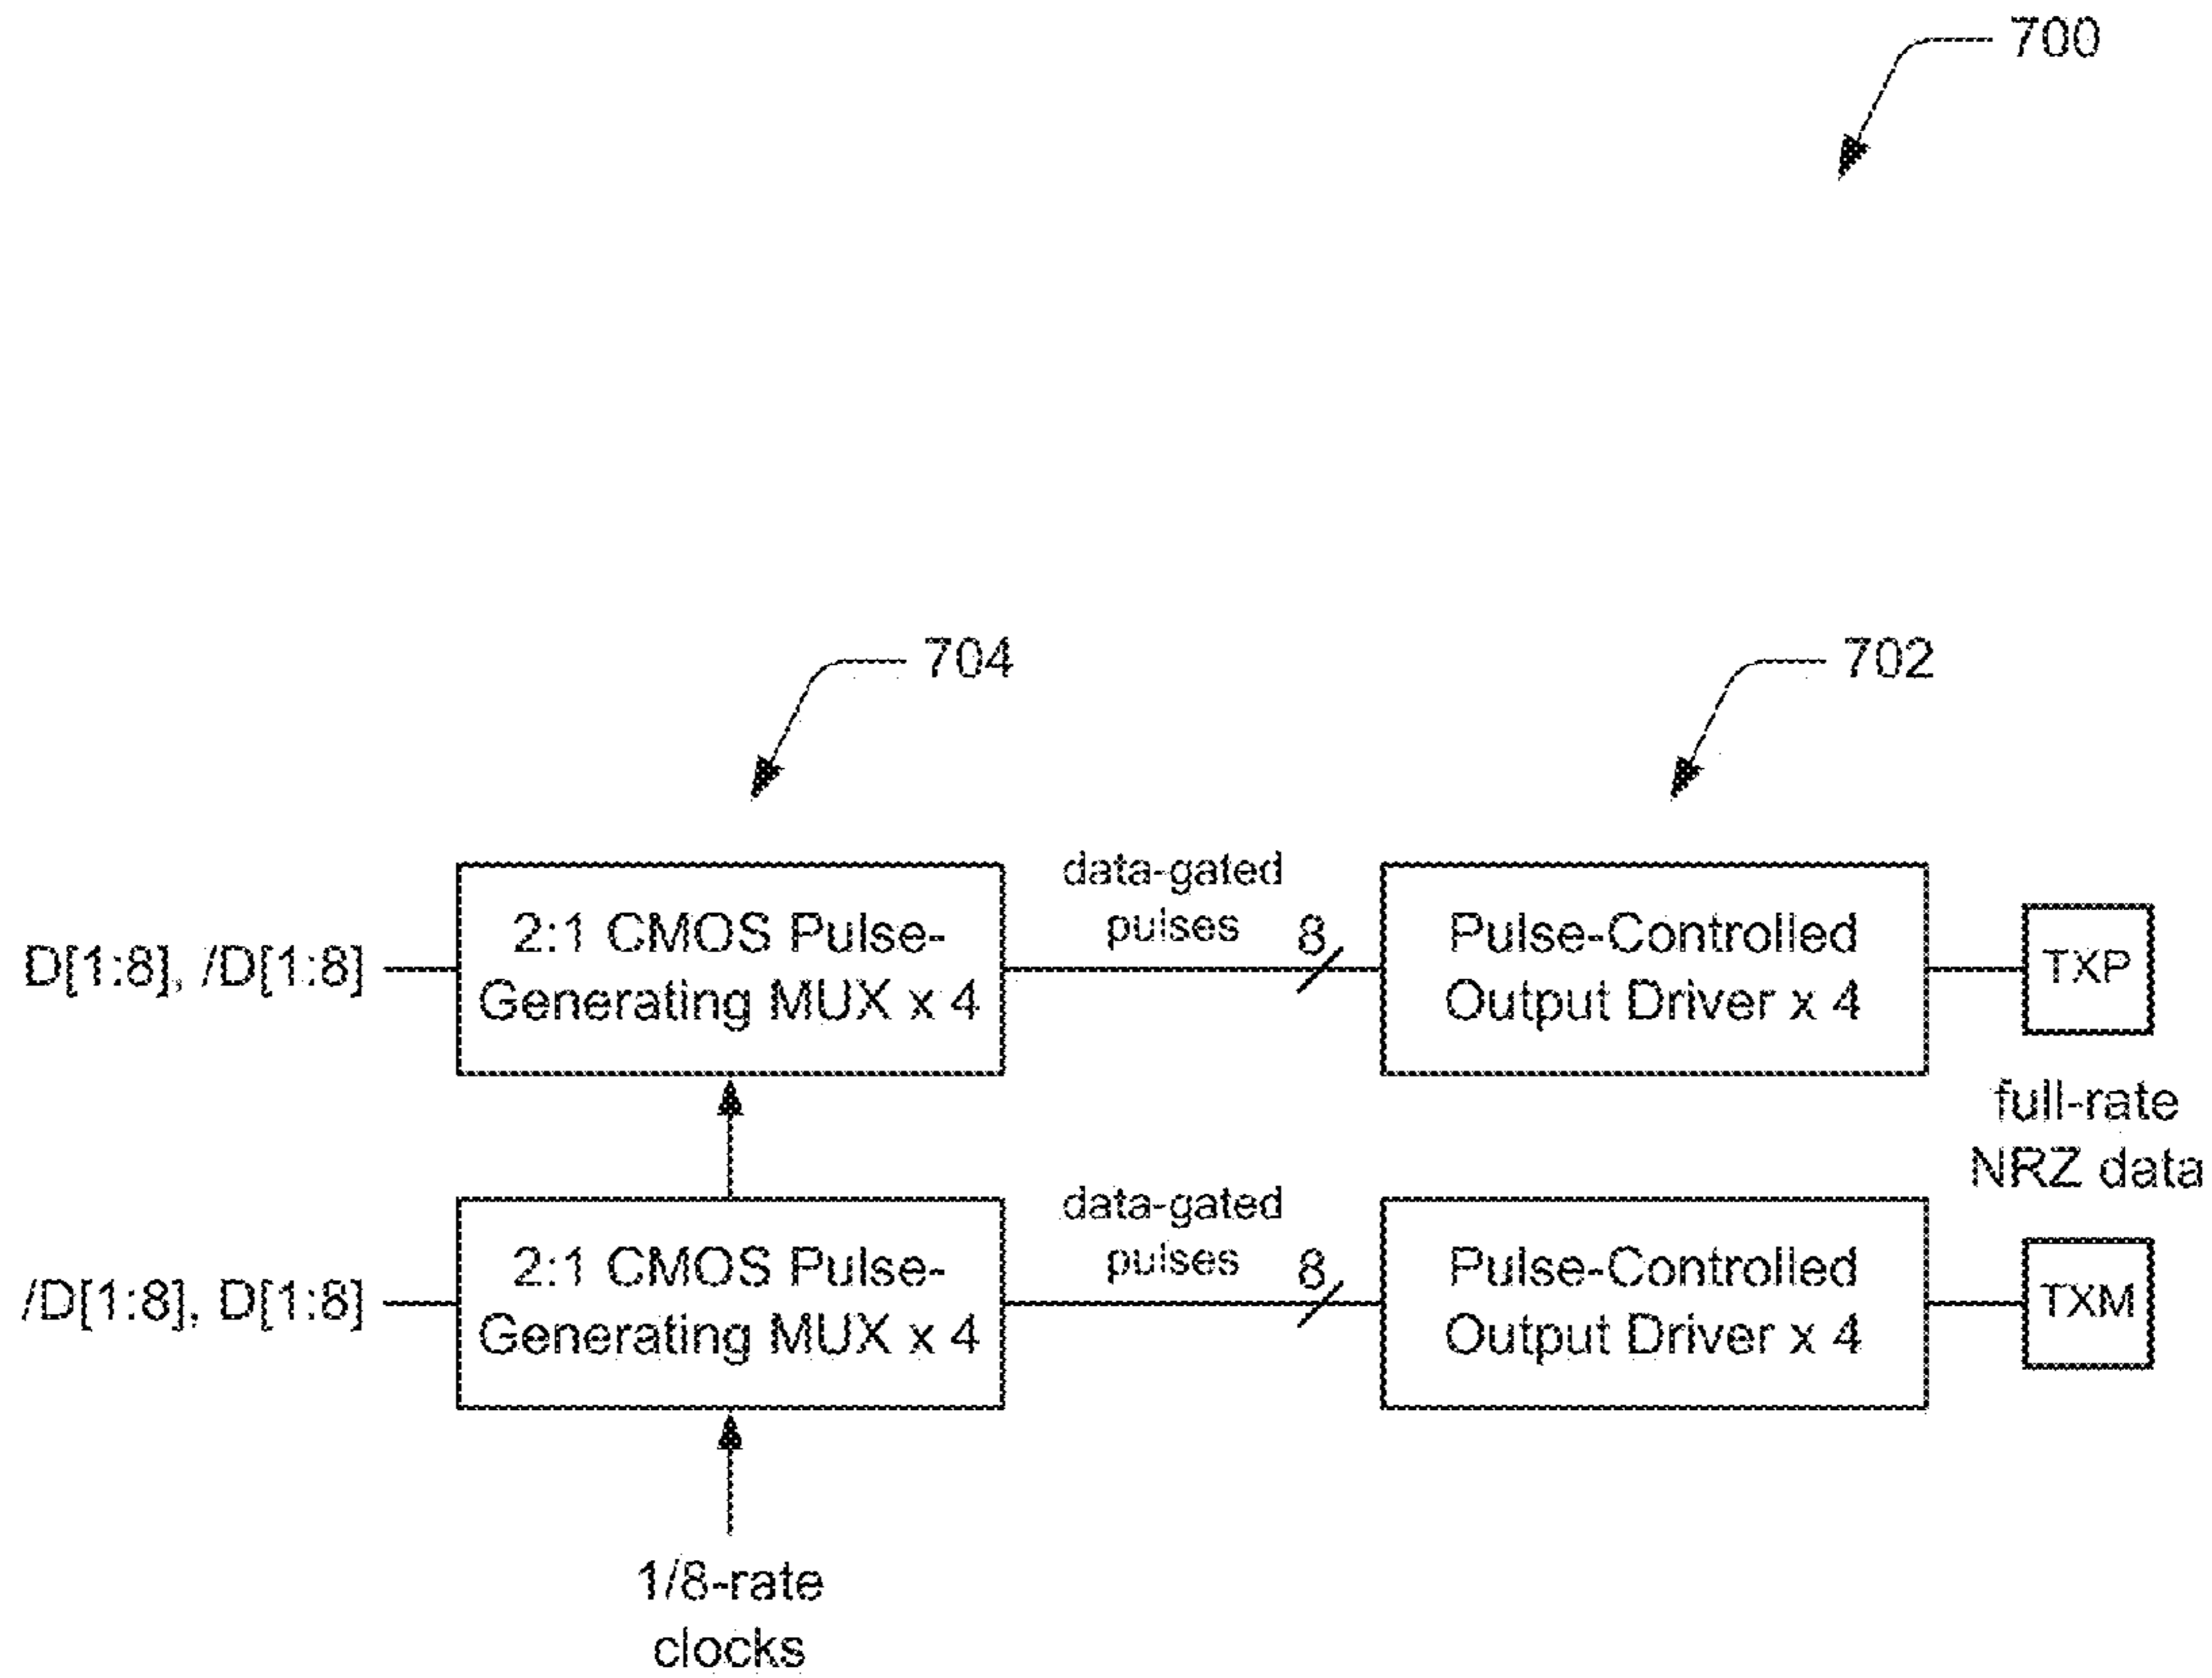 700
704
702
data-gated
pulses
8
D[1:8], /D[1:8]
2:1 CMOS Pulse-
Generating MUX x 4
Pulse-Controlled
Output Driver x 4
TXP
full-rate
NRZ data
data-gated
pulses
8
/D[1:8], D[1:8]
2:1 CMOS Pulse-
Generating MUX x 4
Pulse-Controlled
Output Driver x 4
TXM
1/8-rate
clocks